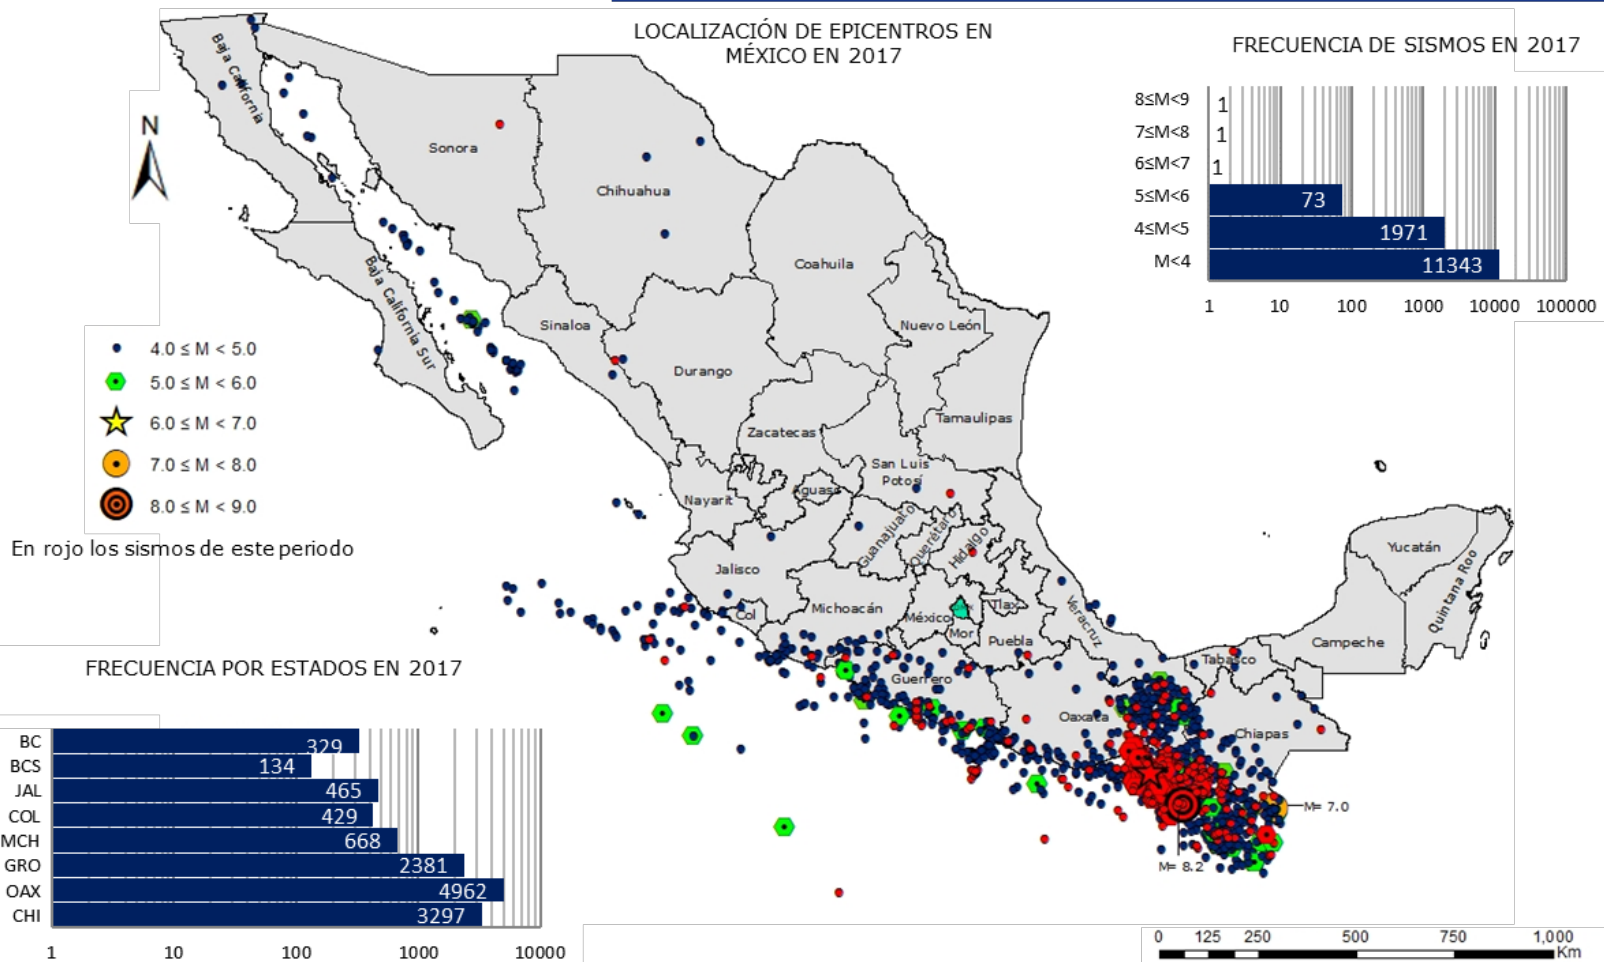 LOCALIZACIÓN DE EPICENTROS EN
MÉXICO EN 2017
FRECUENCIA DE SISMOS EN 2017
8≤M<9
1
7≤M<8
1
6≤M<7
1
5≤M<6
73
4≤M<5
1971
M<4
11343
1
10
100
1000
10000
100000
N
Baja California
Sonora
Chihuahua
Coahuila
Baja California Sur
Sinaloa
Nuevo León
Durango
Tamaulipas
Zacatecas
San Luis
Potosí
Nayarit
Aguasc
Guanajuato
Querétaro
Hidalgo
Jalisco
Col
Michoacán
México
Tlax
Mor
Puebla
Veracruz
Guerrero
Oaxaca
Tabasco
Chiapas
Campeche
Yucatán
Quintana Roo
M= 7.0
M= 8.2
4.0 ≤ M < 5.0
5.0 ≤ M < 6.0
6.0 ≤ M < 7.0
7.0 ≤ M < 8.0
8.0 ≤ M < 9.0
En rojo los sismos de este periodo
FRECUENCIA POR ESTADOS EN 2017
BC
329
BCS
134
JAL
465
COL
429
MCH
668
GRO
2381
OAX
4962
CHI
3297
1
10
100
1000
10000
0
125
250
500
750
1,000
Km